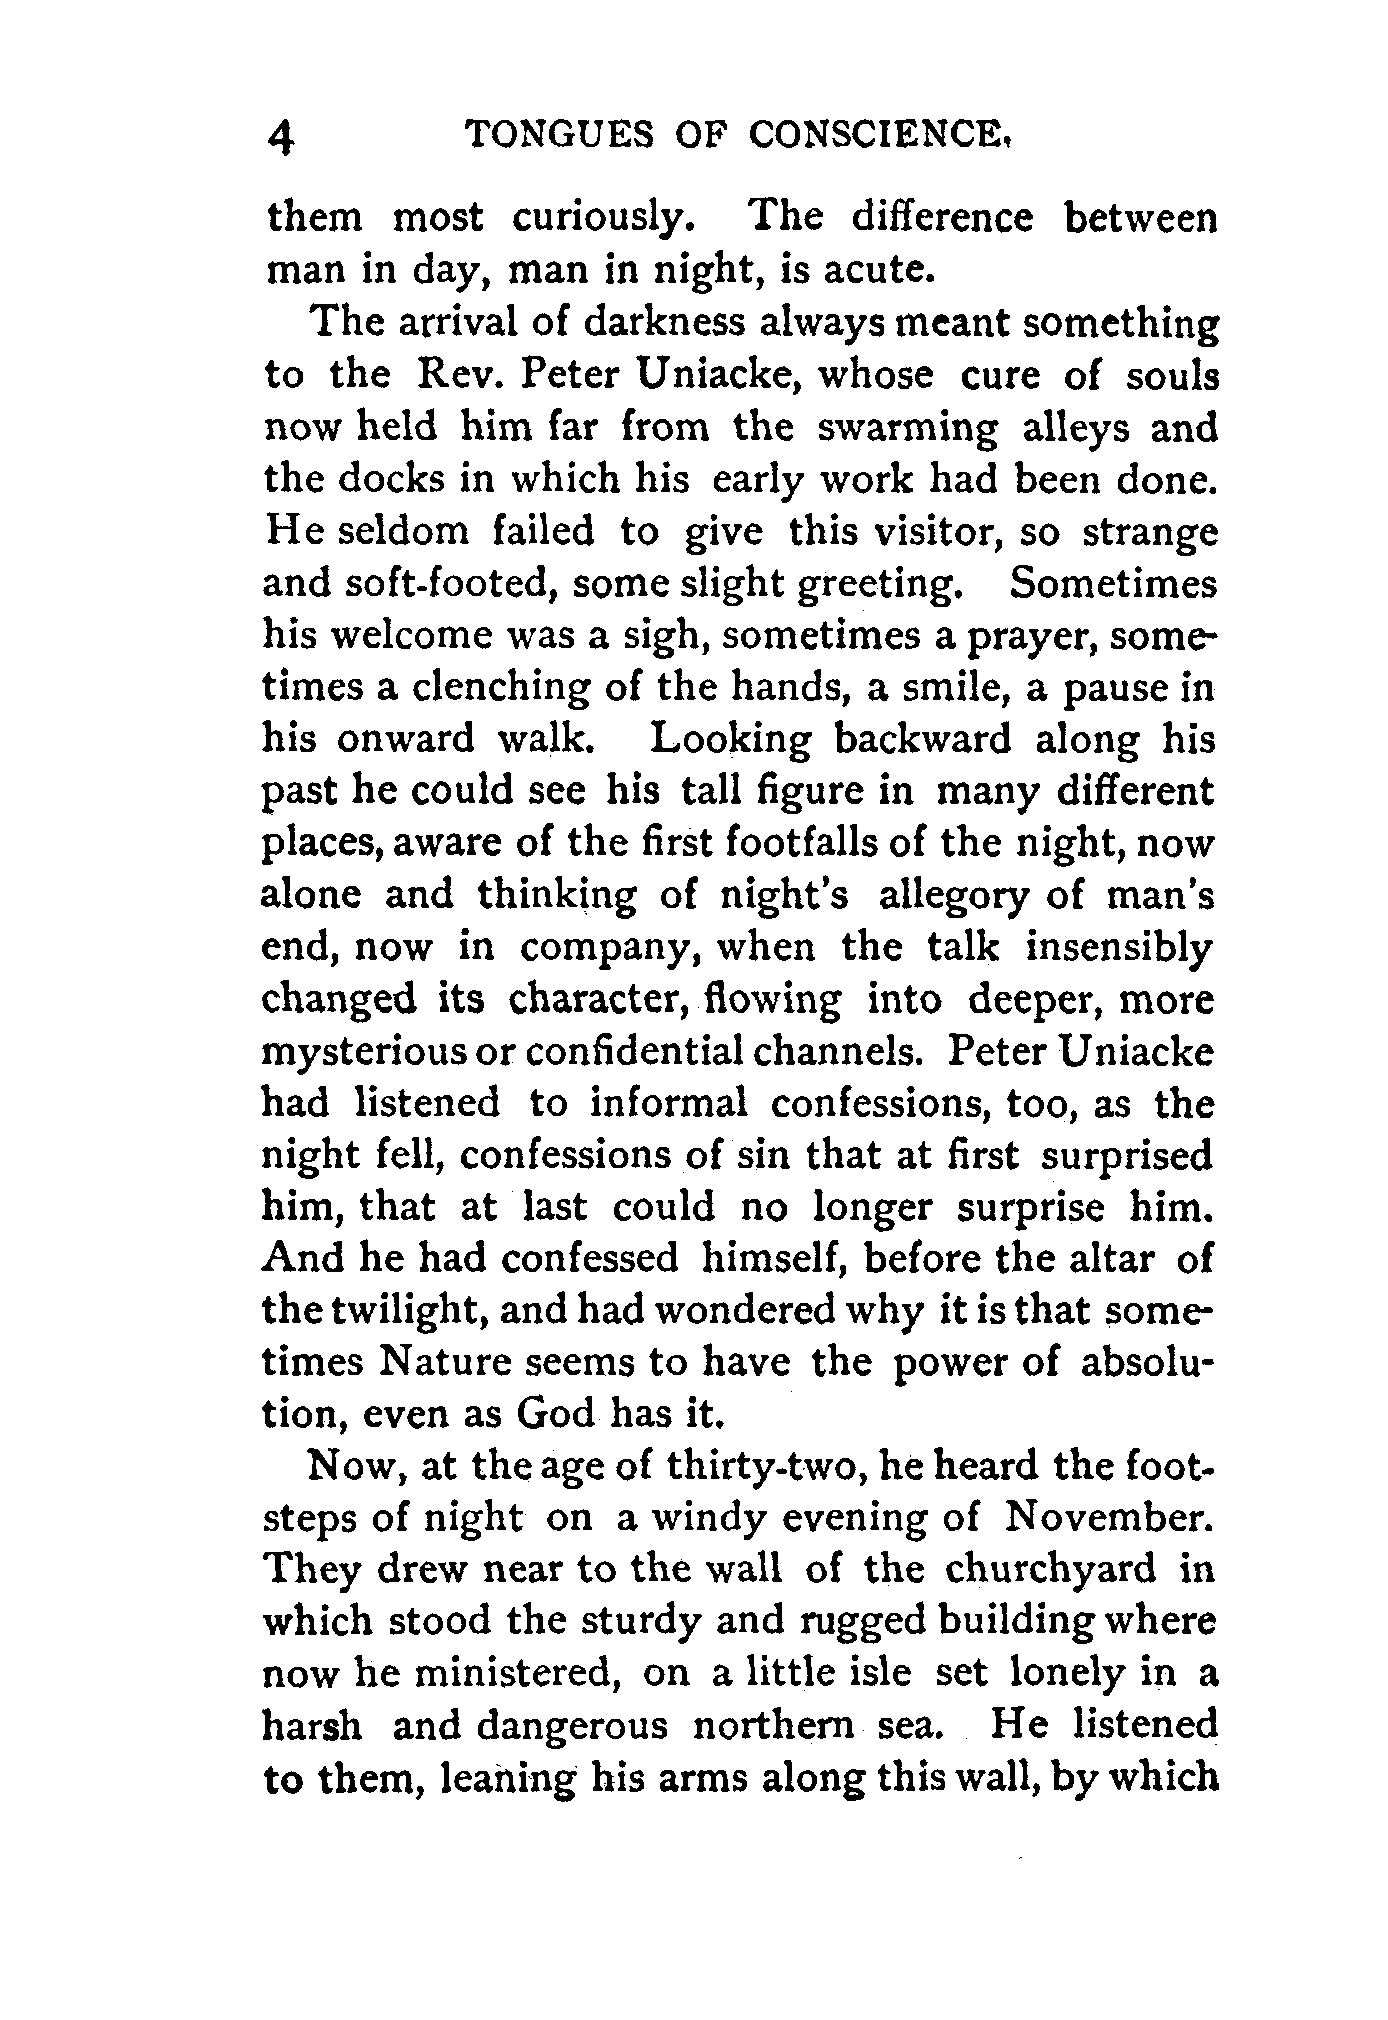 4 TONGUES OF CONSCIENCE,
them most curiously. The difference between
man in day, man in night, is acute.
The arrival of darkness always meant something
to the Rev. Peter Uniacke, whose cure of souls
now held him far from the swarming alleys and
the docks in which his early work had been done.
He seldom failed to give this visitor, so strange
and soft-footed, some slight greeting. Sometimes
his welcome was a sigh, sometimes a prayer, some-
times a clenching of the hands, a smile, a pause in
his onward walk. Looking backward along his
past he could see his tall figure in many different
places, aware of the first footfalls of the night, now
alone and thinking of night's allegory of man's
end, now in company, when the talk insensibly
changed its character, flowing into deeper, more
mysterious or confidential channels. Peter Uniacke
had listened to informal confessions, too, as the
night fell, confessions of sin that at first surprised
him, that at last could no longer surprise him.
And he had confessed himself, before the altar of
the twilight, and had wondered why it is that some-
times Nature seems to have the power of absolu-
tion, even as God has it.
Now, at the age of thirty-two, he heard the foot-
steps of night on a windy evening of November.
They drew near to the wall of the churchyard in
which stood the sturdy and rugged building where
now he ministered, on a little isle set lonely in a
harsh and dangerous northern sea. He listened
to them, leaning his arms along this wall, by which